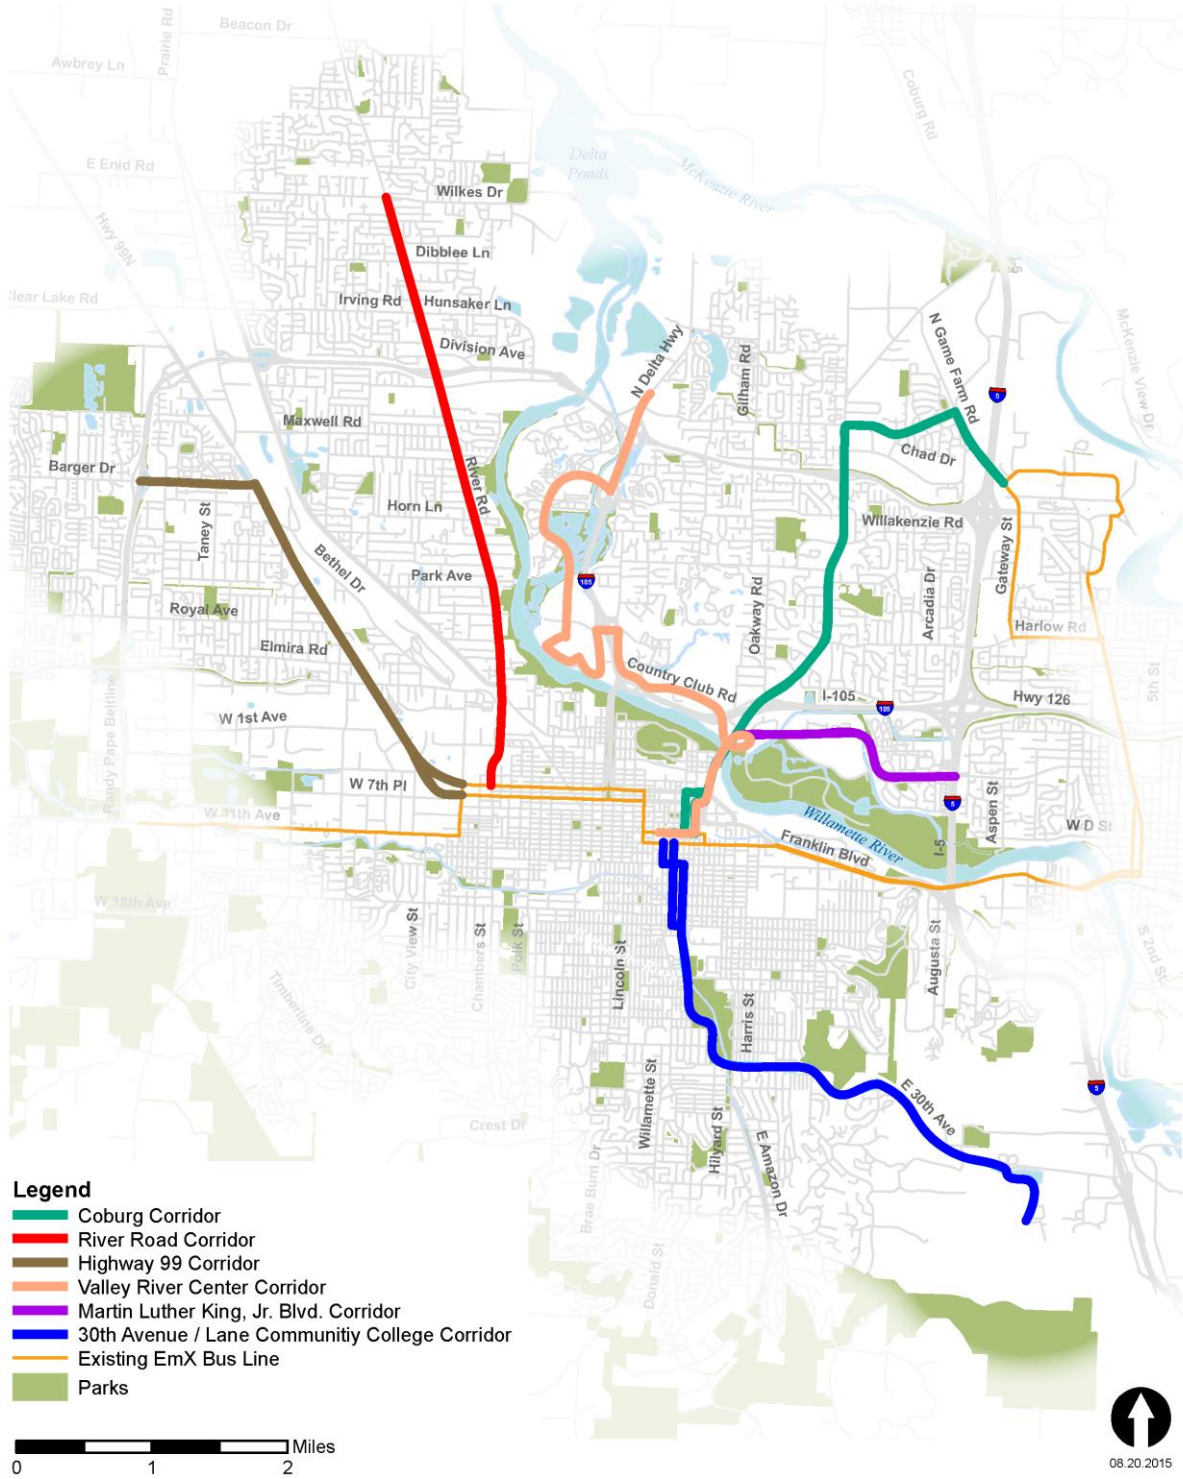 Beacon Dr
Prairie Rd
Awbrey Ln
Coburg Rd
E Enid Rd
Delta
Ponds
McKenzie River
Wilkes Dr
Hwy 99N
Dibblee Ln
I-5
Clear Lake Rd
Irving Rd
Hunsaker Ln
McKenzie View Dr
N Delta Hwy
N Game Farm Rd
Division Ave
Gilham Rd
5
Maxwell Rd
Chad Dr
Barger Dr
River Rd
Horn Ln
Taney St
Willakenzie Rd
Gateway St
Bethel Dr
Park Ave
105
Oakway Rd
Arcadia Dr
Royal Ave
Harlow Rd
Elmira Rd
Country Club Rd
5th St
Randy Pape Beltline
I-105
Hwy 126
105
W 1st Ave
W 7th Pl
5
Aspen St
W 11th Ave
Willamette River
W D St
Franklin Blvd
I-5
W 18th Ave
City View St
Chambers St
Polk St
Lincoln St
Augusta St
S 2nd St
Timberline Dr
Harris St
Willamette St
5
E 30th Ave
Hilyard St
Crest Dr
E Amazon Dr
Brae Burn Dr
Donald St
Legend
Coburg Corridor
River Road Corridor
Highway 99 Corridor
Valley River Center Corridor
Martin Luther King, Jr. Blvd. Corridor
30th Avenue / Lane Communitiy College Corridor
Existing EmX Bus Line
Parks
Miles
0 1 2
08.20.2015